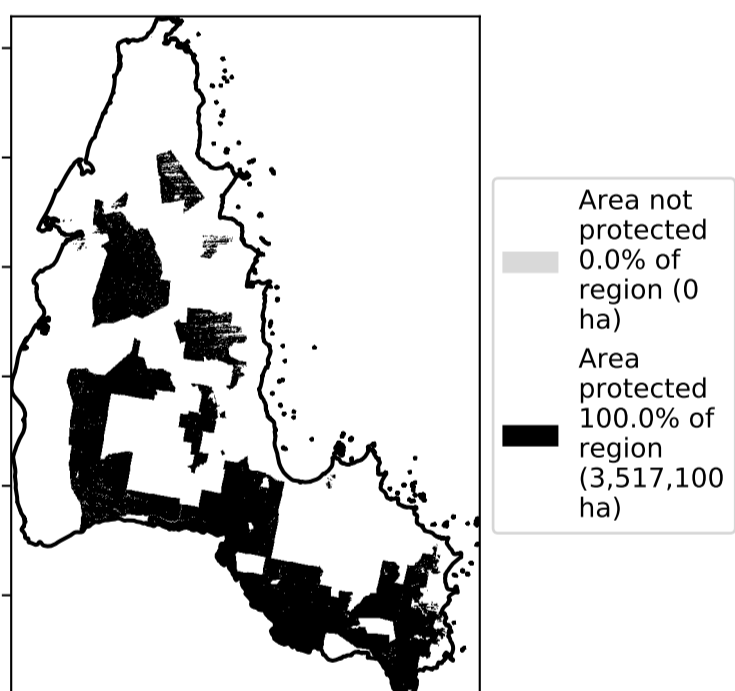 Area not
protected
0.0% of
region (0
ha)
Area
protected
100.0% of
region
(3,517,100
ha)